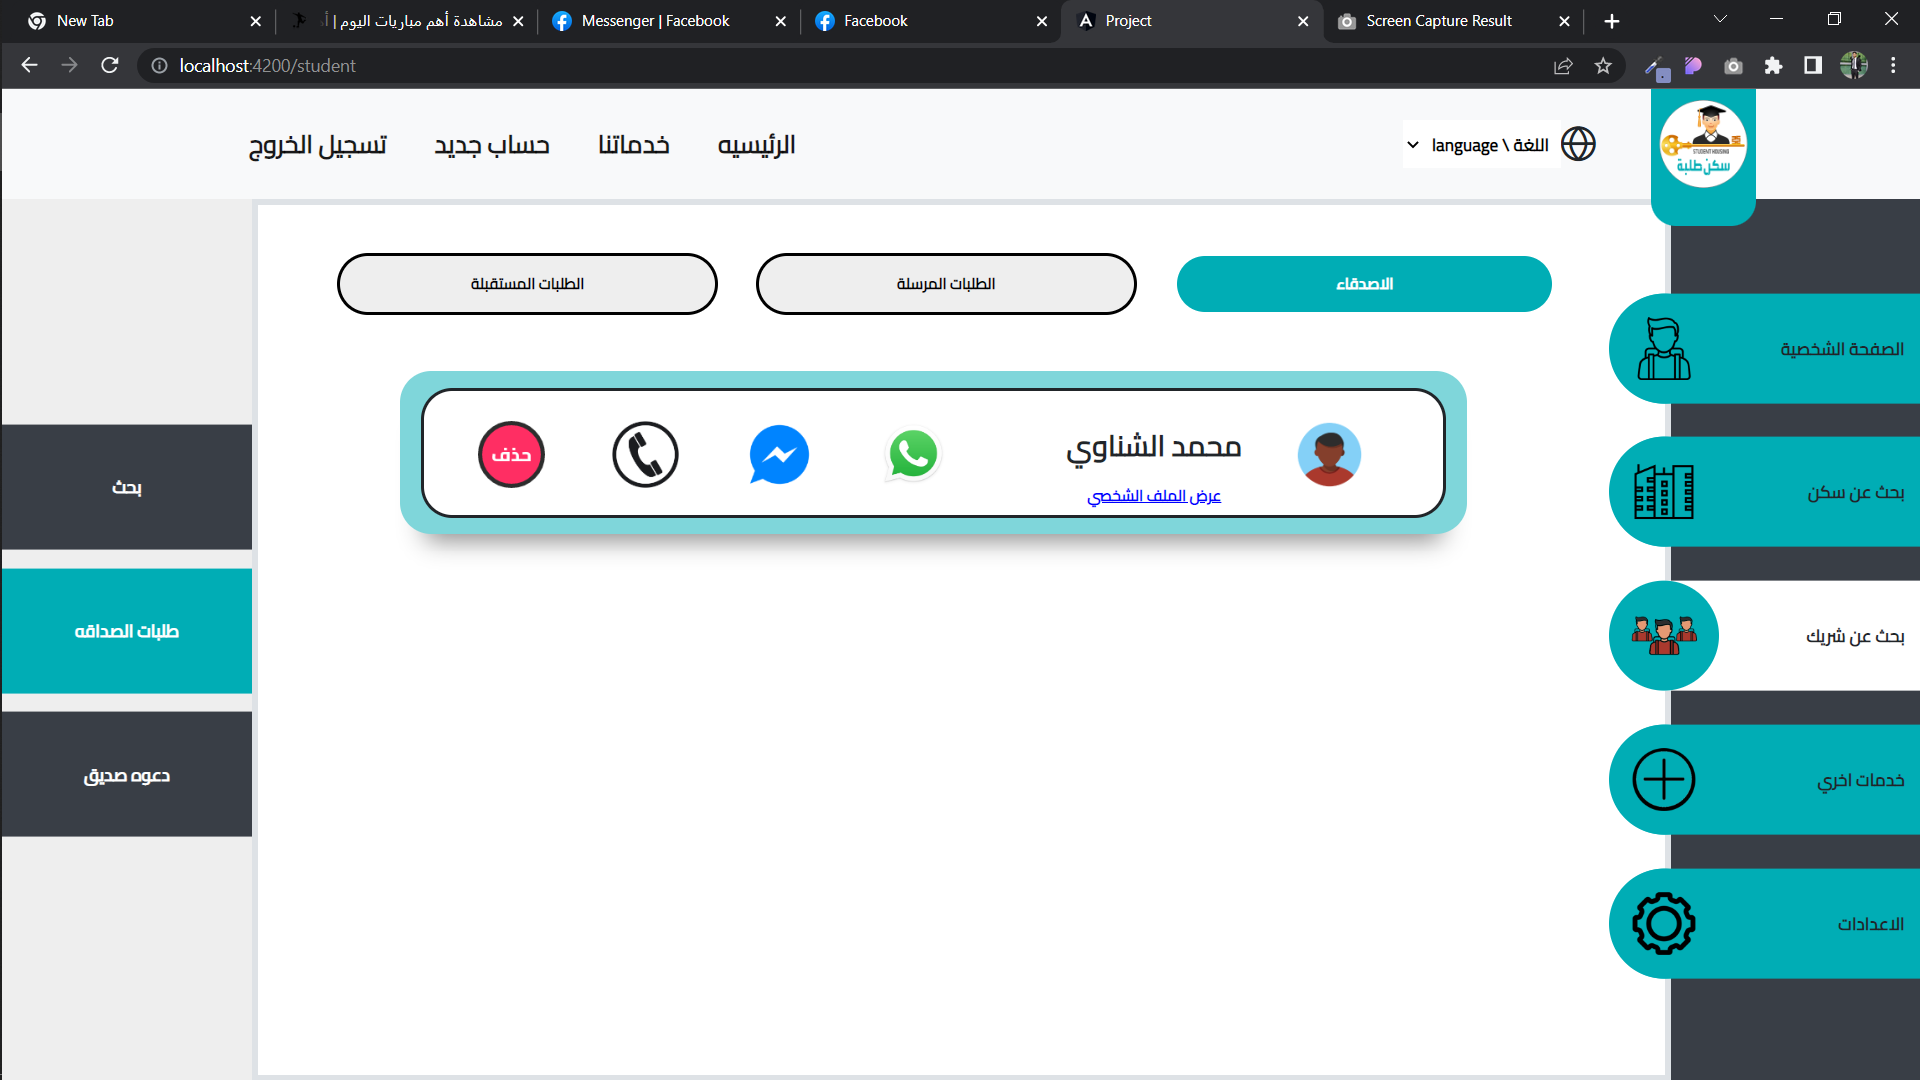 New Tab
مشاهدة أهم مباريات اليوم | أ
Messenger | Facebook
Facebook
Project
Screen Capture Result
localhost:4200/student
اللغة \ language
الرئيسيه
خدماتنا
حساب جديد
تسجيل الخروج
STUDENT HOUSING
سكن طلبة
الاصدقاء
الطلبات المرسلة
الطلبات المستقبلة
محمد الشناوي
عرض الملف الشخصي
حذف
الصفحة الشخصية
بحث عن سكن
بحث عن شريك
خدمات اخري
الاعدادات
بحث
طلبات الصداقه
دعوه صديق